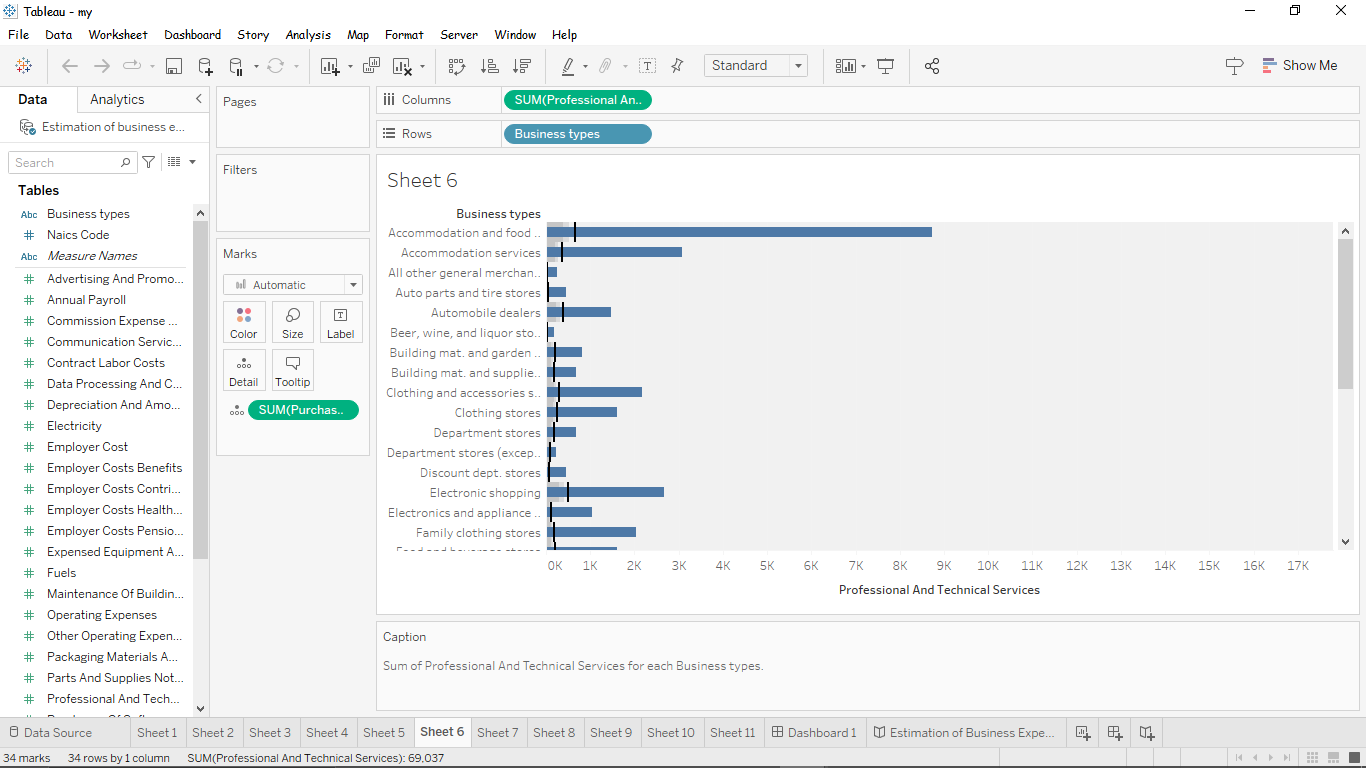 Tableau - my
File Data Worksheet Dashboard Story Analysis Map Format Server Window Help
Standard
Show Me
Data Analytics
Estimation of business e...
Search
Tables
Abc Business types
Naics Code
Abc Measure Names
Advertising And Promo...
Annual Payroll
Commission Expense ...
Communication Servic...
Contract Labor Costs
Data Processing And C...
Depreciation And Amo...
Electricity
Employer Cost
Employer Costs Benefits
Employer Costs Contri...
Employer Costs Health...
Employer Costs Pensio...
Expensed Equipment A...
Fuels
Maintenance Of Buildin...
Operating Expenses
Other Operating Expen...
Packaging Materials A...
Parts And Supplies Not...
Professional And Tech...
Pages
Filters
Marks
Automatic
Color Size Label
Detail Tooltip
SUM(Purchas..
Columns SUM(Professional An..
Rows Business types
Sheet 6
Business types
Accommodation and food ..
Accommodation services
All other general merchan..
Auto parts and tire stores
Automobile dealers
Beer, wine, and liquor sto..
Building mat. and garden ..
Building mat. and supplie..
Clothing and accessories s..
Clothing stores
Department stores
Department stores (excep..
Discount dept. stores
Electronic shopping
Electronics and appliance ..
Family clothing stores
Food and beverage stores
0K 1K 2K 3K 4K 5K 6K 7K 8K 9K 10K 11K 12K 13K 14K 15K 16K 17K
Professional And Technical Services
Caption
Sum of Professional And Technical Services for each Business types.
Data Source Sheet 1 Sheet 2 Sheet 3 Sheet 4 Sheet 5 Sheet 6 Sheet 7 Sheet 8 Sheet 9 Sheet 10 Sheet 11 Dashboard 1 Estimation of Business Expe...
34 marks 34 rows by 1 column SUM(Professional And Technical Services): 69,037